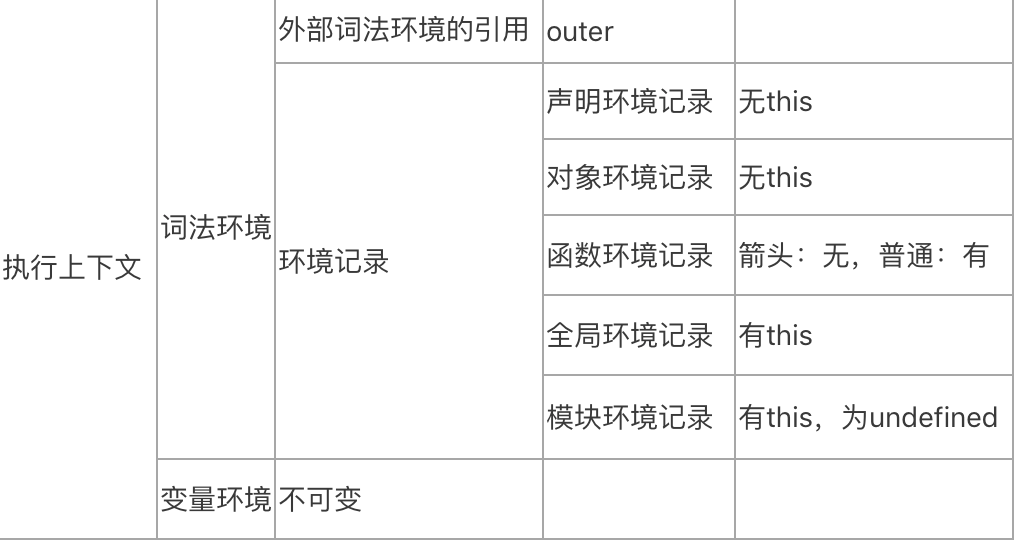 外部词法环境的引用 outer
声明环境记录 无this
对象环境记录 无this
词法环境
函数环境记录 箭头：无，普通：有
环境记录
执行上下文
全局环境记录 有this
模块环境记录 有this，为undefined
变量环境 不可变